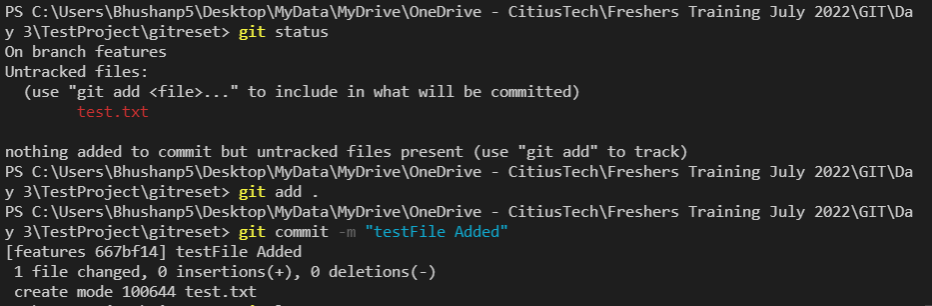 PS C:\Users\Bhushanp5\Desktop\MyData\MyDrive\OneDrive - CitiusTech\Freshers Training July 2022\GIT\Da
y 3\TestProject\gitreset> git status
On branch features
Untracked files:
  (use "git add <file>..." to include in what will be committed)
        test.txt

nothing added to commit but untracked files present (use "git add" to track)
PS C:\Users\Bhushanp5\Desktop\MyData\MyDrive\OneDrive - CitiusTech\Freshers Training July 2022\GIT\Da
y 3\TestProject\gitreset> git add .
PS C:\Users\Bhushanp5\Desktop\MyData\MyDrive\OneDrive - CitiusTech\Freshers Training July 2022\GIT\Da
y 3\TestProject\gitreset> git commit -m "testFile Added"
[features 667bf14] testFile Added
 1 file changed, 0 insertions(+), 0 deletions(-)
 create mode 100644 test.txt